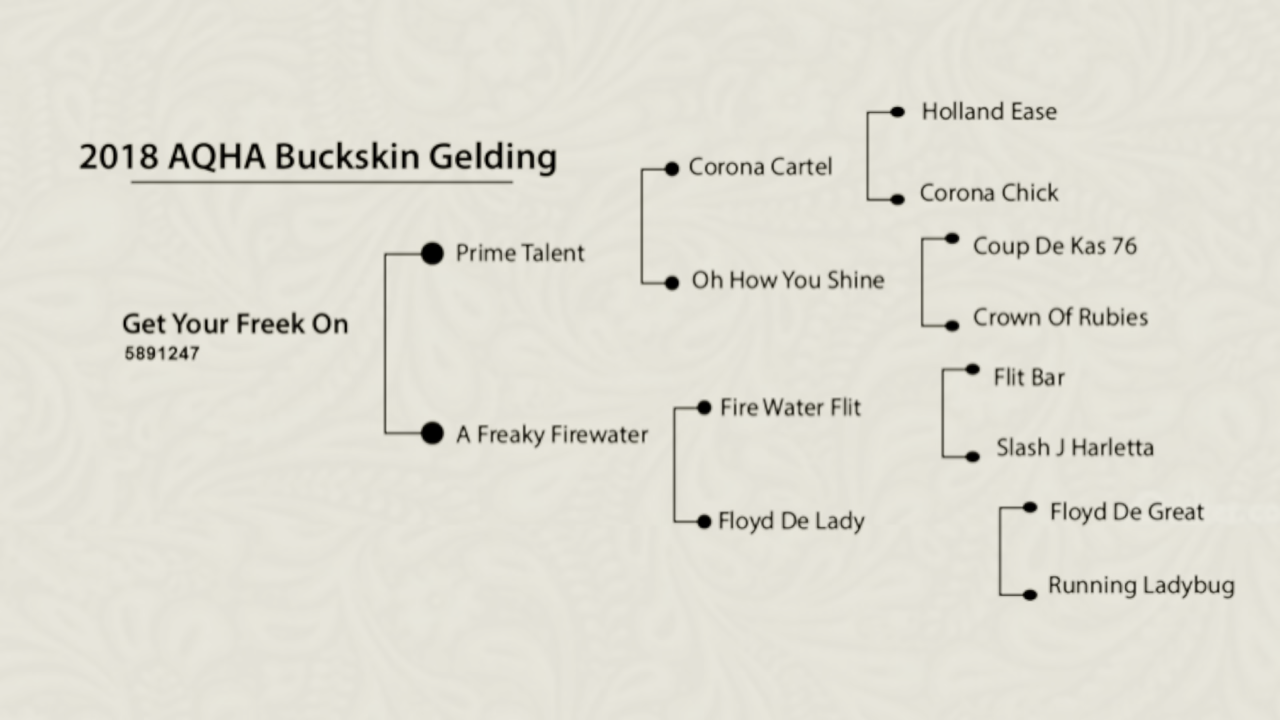 2018 AQHA Buckskin Gelding
Get Your Freek On
5891247
Prime Talent
A Freaky Firewater
Corona Cartel
Oh How You Shine
Fire Water Flit
Floyd De Lady
Holland Ease
Corona Chick
Coup De Kas 76
Crown Of Rubies
Flit Bar
Slash J Harletta
Floyd De Great
Running Ladybug